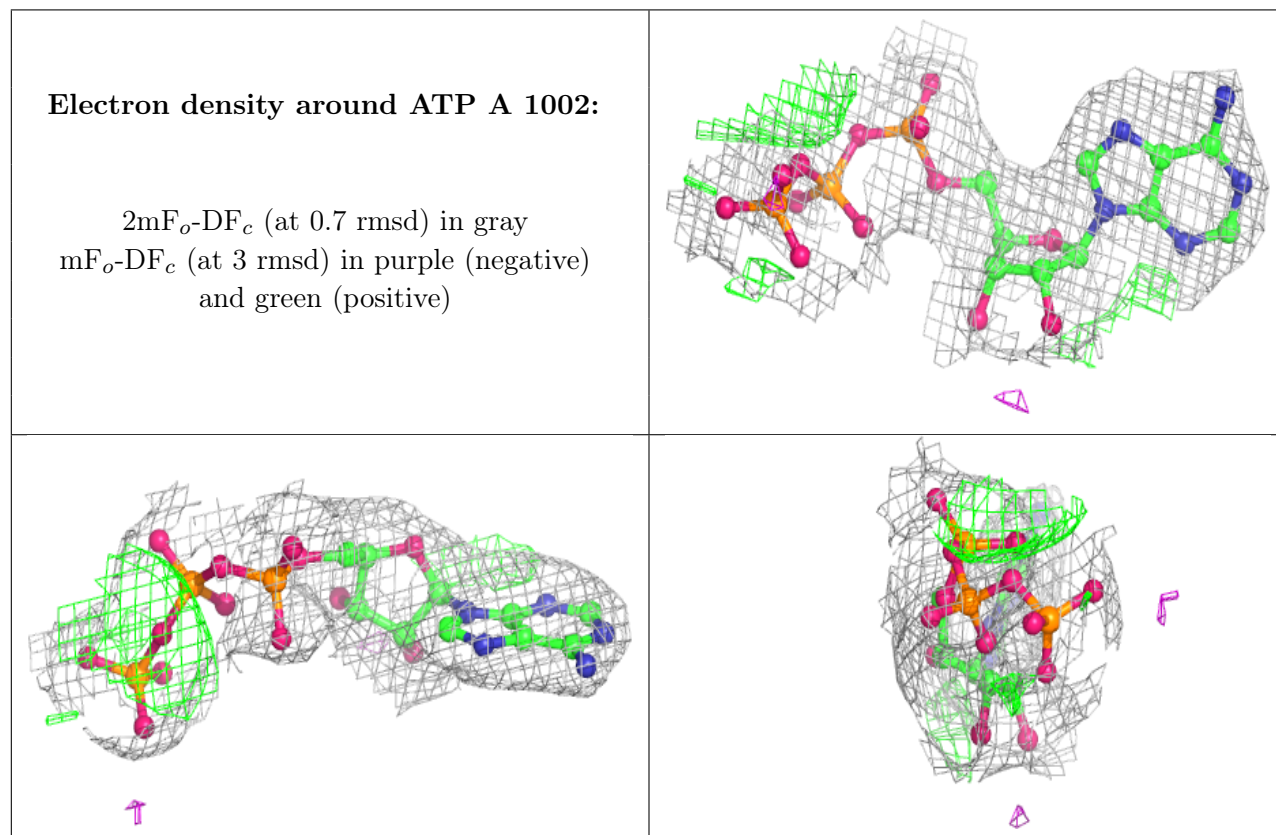 Electron density around ATP A 1002:
2mFₒ-DF𝒸 (at 0.7 rmsd) in gray
mFₒ-DF𝒸 (at 3 rmsd) in purple (negative)
and green (positive)